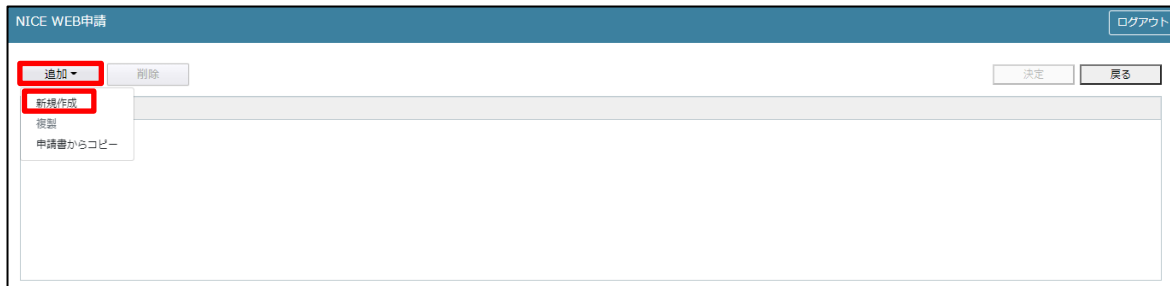 NICE WEB申請
ログアウト
追加▼ 削除 決定 戻る
新規作成
複製
申請書からコピー